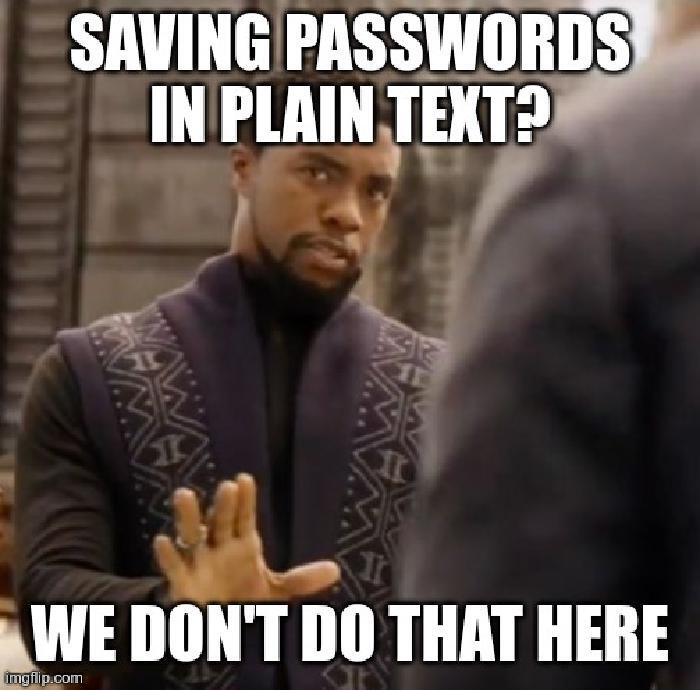 SAVING PASSWORDS
IN PLAIN TEXT?
WE DON'T DO THAT HERE
imgflip.com